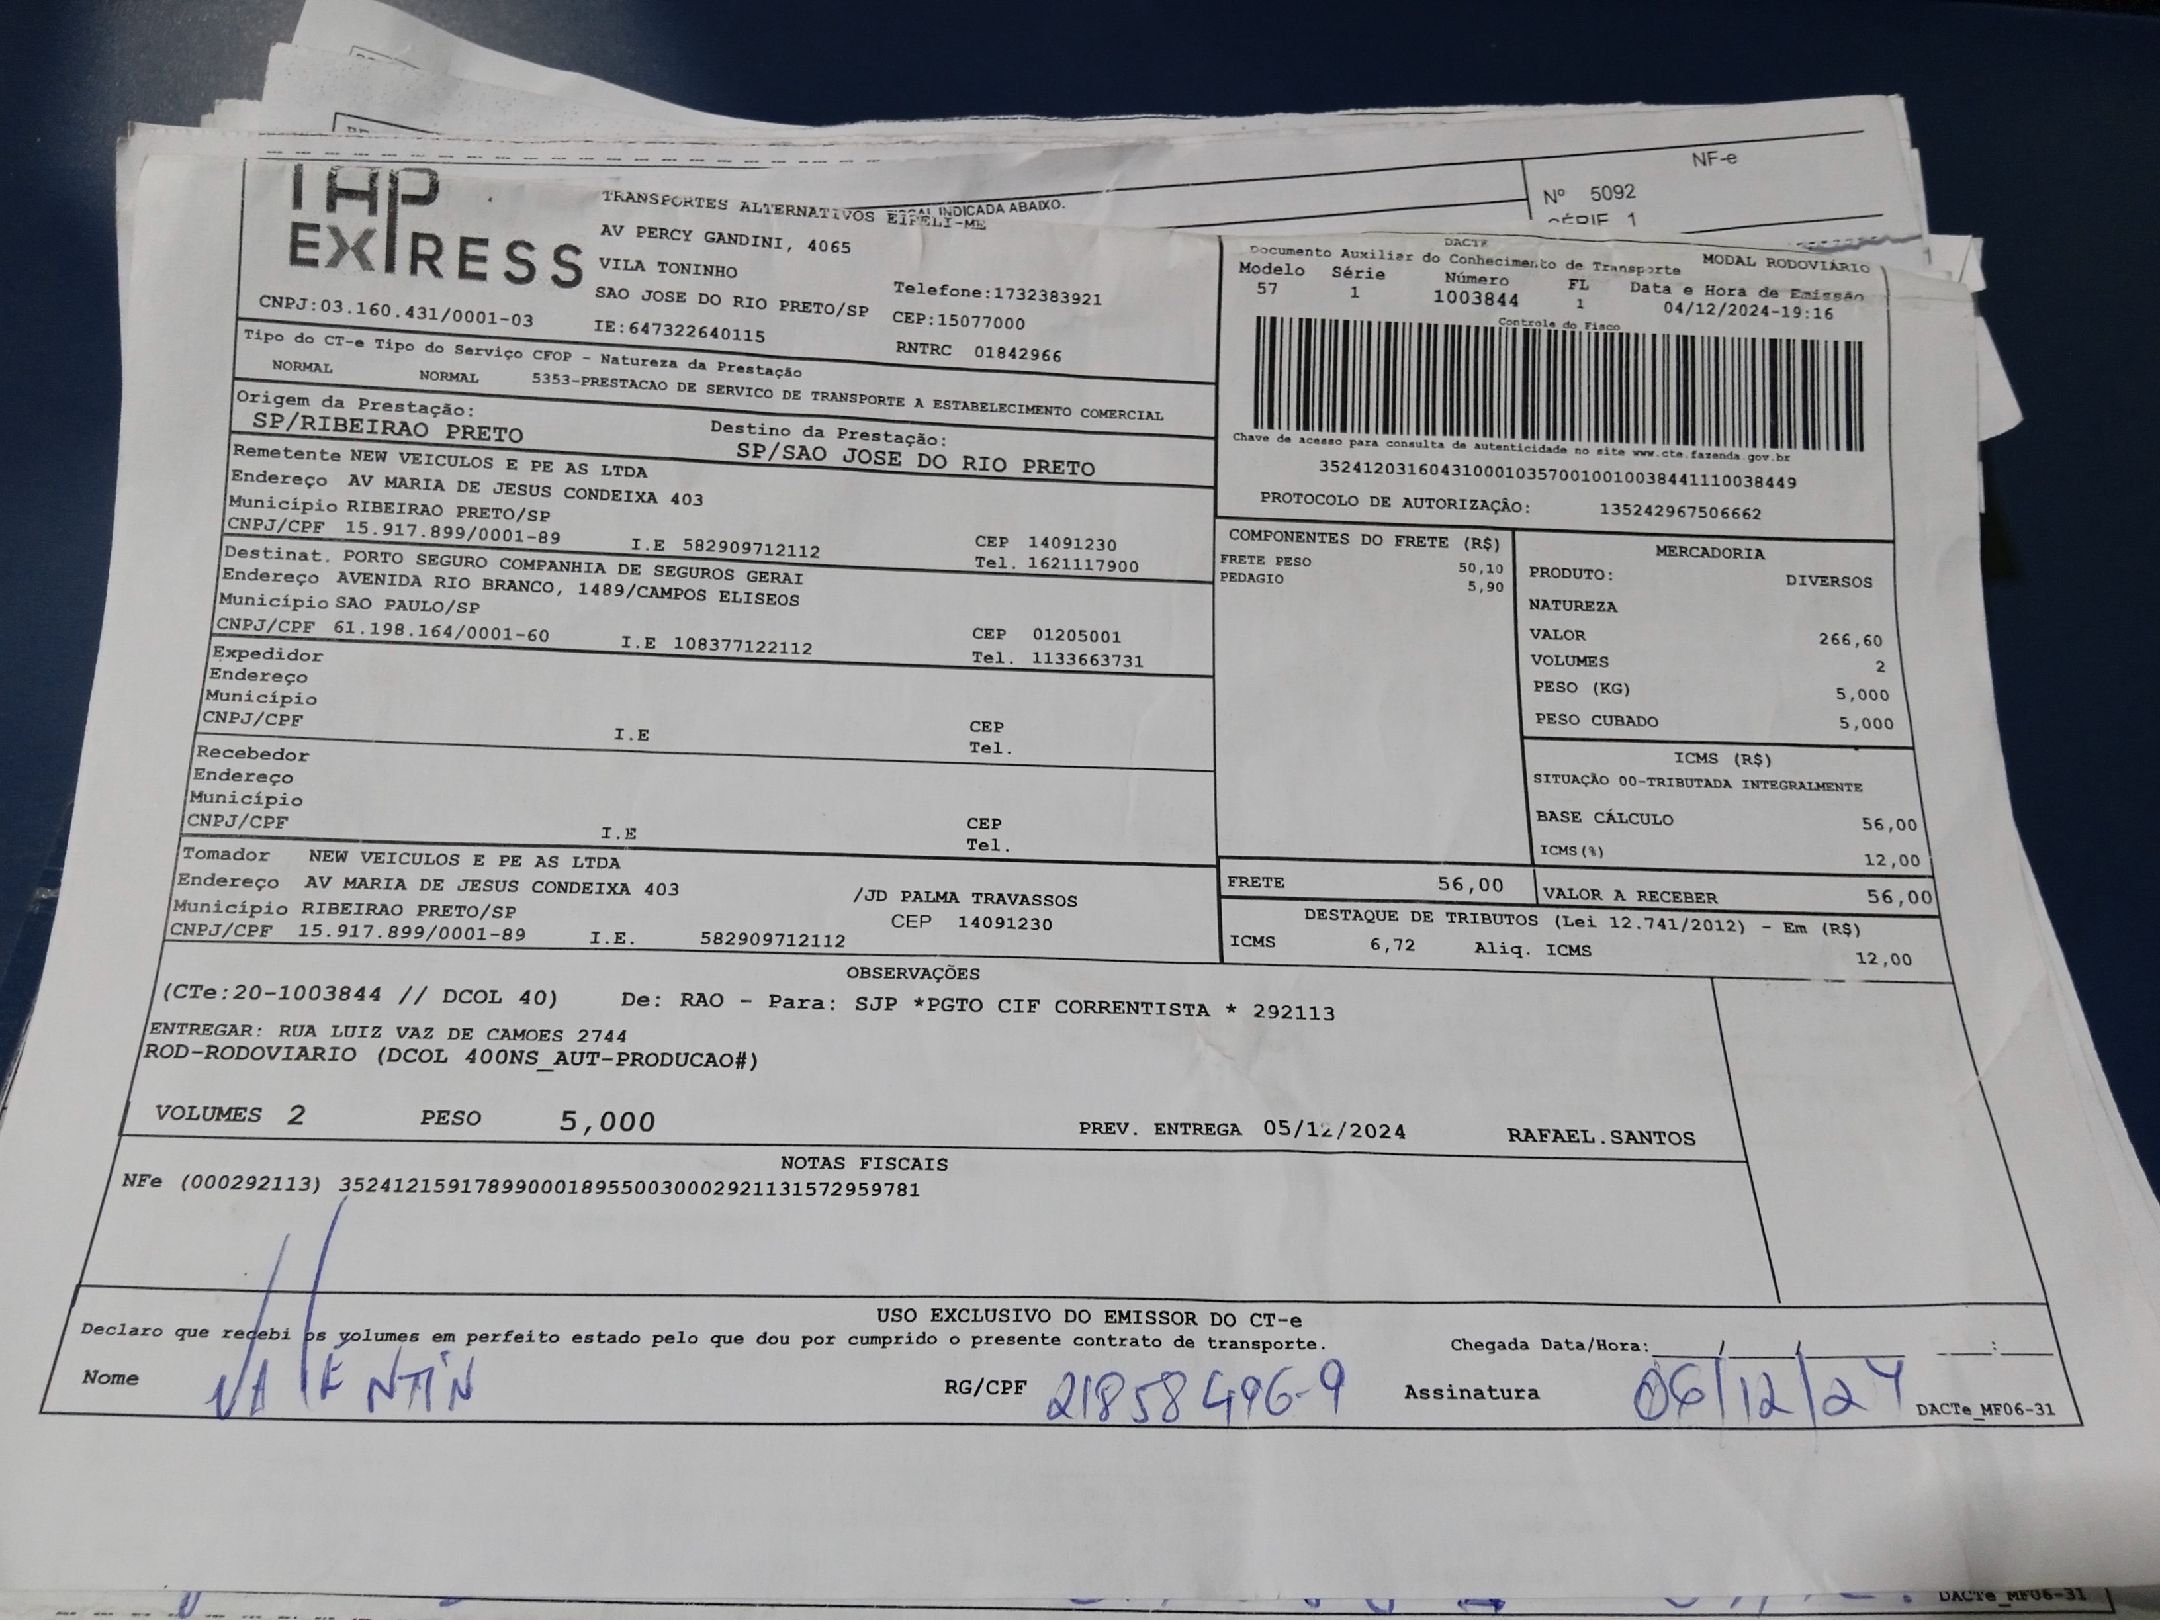 NF-e
Nº 5092
SÉRIE 1
INDICADA ABAIXO.
EXPRESS
TRANSPORTES ALTERNATIVOS EIRELI-ME
AV PERCY GANDINI, 4065
VILA TONINHO
SAO JOSE DO RIO PRETO/SP
IE:647322640115
Telefone:1732383921
CEP:15077000
RNTRC 01842966
CNPJ:03.160.431/0001-03
DACTE
Documento Auxiliar do Conhecimento de Transporte
MODAL RODOVIÁRIO
Modelo Série Número FL Data e Hora de Emissão
57 1 1003844 1 04/12/2024-19:16
Controle do Fisco
Chave de acesso para consulta de autenticidade no site www.cte.fazenda.gov.br
35241203160431000103570010010038441110038449
PROTOCOLO DE AUTORIZAÇÂO: 135242967506662
Tipo do CT-e Tipo do Serviço CFOP - Natureza da Prestação
NORMAL NORMAL 5353-PRESTACAO DE SERVICO DE TRANSPORTE A ESTABELECIMENTO COMERCIAL
Origem da Prestação:
SP/RIBEIRAO PRETO
Destino da Prestação:
SP/SAO JOSE DO RIO PRETO
Remetente NEW VEICULOS E PE AS LTDA
Endereço AV MARIA DE JESUS CONDEIXA 403
Município RIBEIRAO PRETO/SP
CNPJ/CPF 15.917.899/0001-89 I.E 582909712112
CEP 14091230
Tel. 1621117900
Destinat. PORTO SEGURO COMPANHIA DE SEGUROS GERAI
Endereço AVENIDA RIO BRANCO, 1489/CAMPOS ELISEOS
Município SAO PAULO/SP
CNPJ/CPF 61.198.164/0001-60 I.E 108377122112
CEP 01205001
Tel. 1133663731
Expedidor
Endereço
Município
CNPJ/CPF I.E
CEP
Tel.
Recebedor
Endereço
Município
CNPJ/CPF I.E
CEP
Tel.
Tomador NEW VEICULOS E PE AS LTDA
Endereço AV MARIA DE JESUS CONDEIXA 403 /JD PALMA TRAVASSOS
Município RIBEIRAO PRETO/SP CEP 14091230
CNPJ/CPF 15.917.899/0001-89 I.E. 582909712112
COMPONENTES DO FRETE (R$)
FRETE PESO 50,10
PEDAGIO 5,90
MERCADORIA
PRODUTO: DIVERSOS
NATUREZA
VALOR 266,60
VOLUMES 2
PESO (KG) 5,000
PESO CUBADO 5,000
ICMS (R$)
SITUAÇÃO 00-TRIBUTADA INTEGRALMENTE
BASE CÁLCULO 56,00
ICMS(%) 12,00
FRETE 56,00 VALOR A RECEBER 56,00
DESTAQUE DE TRIBUTOS (Lei 12.741/2012) - Em (R$)
ICMS 6,72 Aliq. ICMS 12,00
OBSERVAÇÕES
(CTe:20-1003844 // DCOL 40) De: RAO - Para: SJP *PGTO CIF CORRENTISTA * 292113
ENTREGAR: RUA LUIZ VAZ DE CAMOES 2744
ROD-RODOVIARIO (DCOL 400NS_AUT-PRODUCAO#)
VOLUMES 2 PESO 5,000 PREV. ENTREGA 05/12/2024 RAFAEL.SANTOS
NOTAS FISCAIS
NFe (000292113) 35241215917899000189550030002921131572959781
USO EXCLUSIVO DO EMISSOR DO CT-e
Declaro que recebi os volumes em perfeito estado pelo que dou por cumprido o presente contrato de transporte.
Chegada Data/Hora:___/___/______ ___:___
Nome VALENTIN RG/CPF 21858496-9 Assinatura 06/12/24
DACTe_MF06-31
DACTe_MF06-31